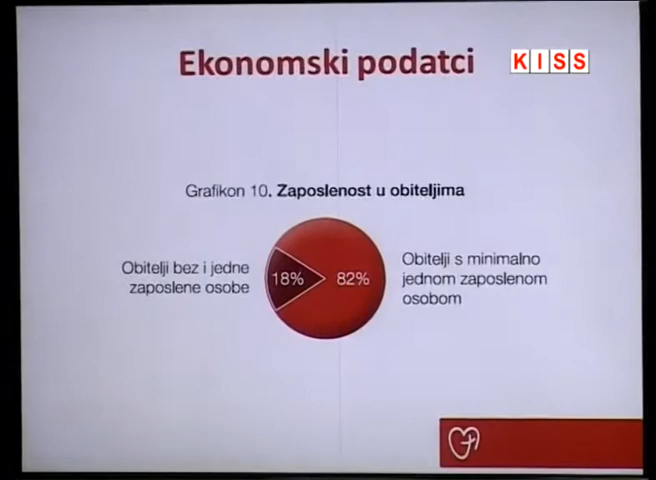 Ekonomski podatci
KISS
Grafikon 10. Zaposlenost u obiteljima
Obitelji bez i jedne
zaposlene osobe
18%
82%
Obitelji s minimalno
jednom zaposlenom
osobom